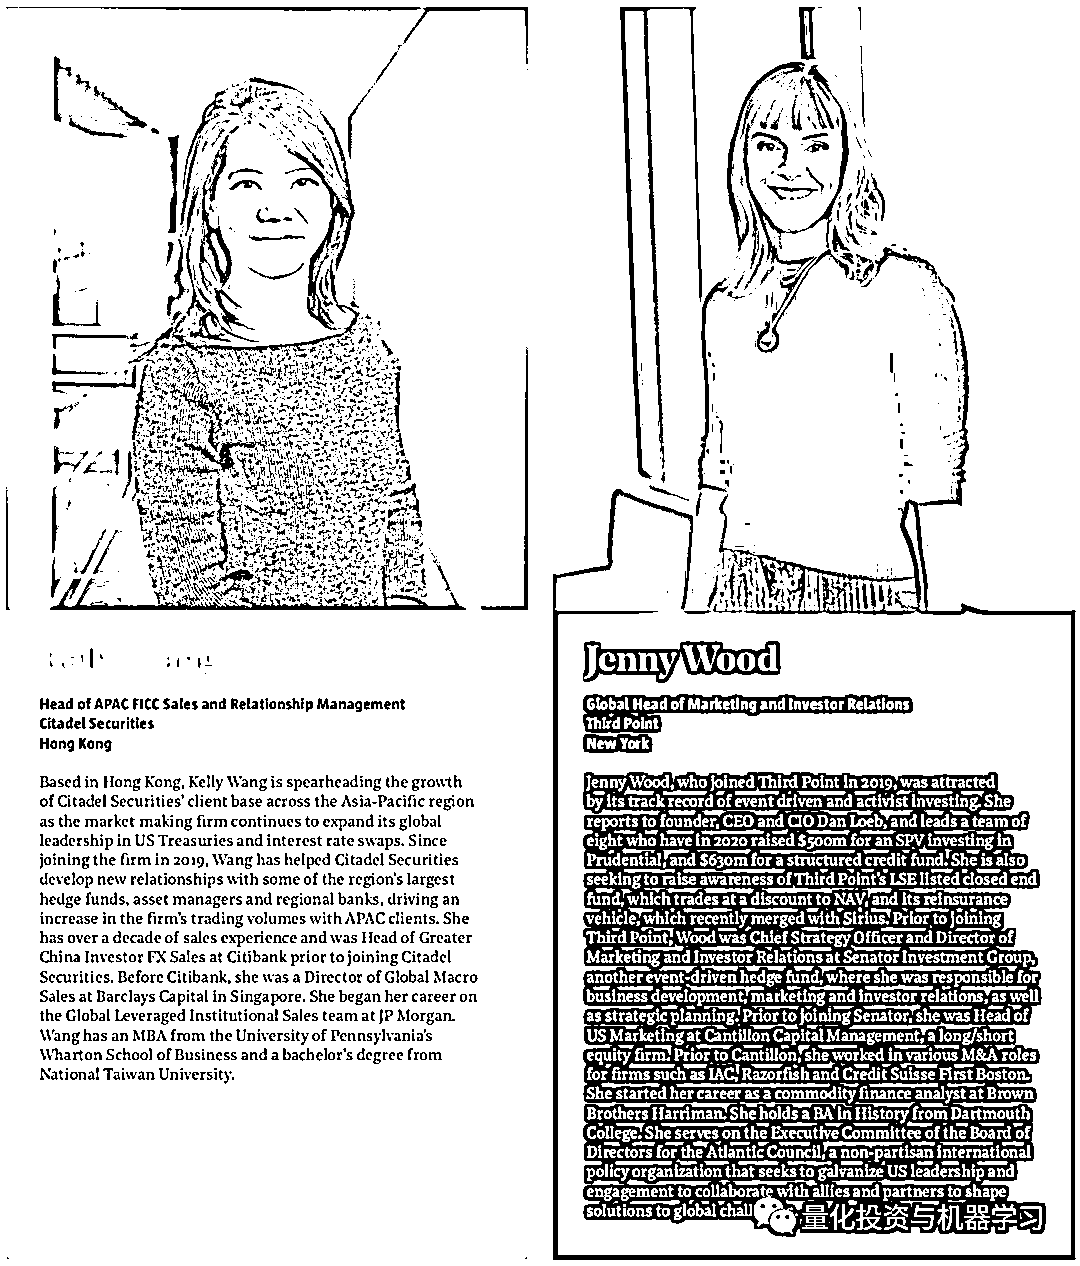 Head of APAC FICC Sales and Relationship Management
Citadel Securities
Hong Kong
Based in Hong Kong, Kelly Wang is spearheading the growth
of Citadel Securities' client base across the Asia-Pacific region
as the market making firm continues to expand its global
leadership in US Treasuries and interest rate swaps. Since
joining the firm in 2019, Wang has helped Citadel Securities
develop new relationships with some of the region's largest
hedge funds, asset managers and regional banks, driving an
increase in the firm's trading volumes with APAC clients. She
has over a decade of sales experience and was Head of Greater
China Investor FX Sales at Citibank prior to joining Citadel
Securities. Before Citibank, she was a Director of Global Macro
Sales at Barclays Capital in Singapore. She began her career on
the Global Leveraged Institutional Sales team at JP Morgan.
Wang has an MBA from the University of Pennsylvania's
Wharton School of Business and a bachelor's degree from
National Taiwan University.
Jenny Wood
Global Head of Marketing and Investor Relations
Third Point
New York
Jenny Wood, who joined Third Point in 2019, was attracted
by its track record of event driven and activist investing. She
reports to founder, CEO and CIO Dan Loeb, and leads a team of
eight who have in 2020 raised $500m for an SPV investing in
Prudential, and $630m for a structured credit fund. She is also
seeking to raise awareness of Third Point's LSE listed closed end
fund, which trades at a discount to NAV, and its reinsurance
vehicle, which recently merged with Sirius. Prior to joining
Third Point, Wood was Chief Strategy Officer and Director of
Marketing and Investor Relations at Senator Investment Group,
another event-driven hedge fund, where she was responsible for
business development, marketing and investor relations, as well
as strategic planning. Prior to joining Senator, she was Head of
US Marketing at Cantillon Capital Management, a long/short
equity firm. Prior to Cantillon, she worked in various M&A roles
for firms such as IAC, Razorfish and Credit Suisse First Boston.
She started her career as a commodity finance analyst at Brown
Brothers Harriman. She holds a BA in History from Dartmouth
College. She serves on the Executive Committee of the Board of
Directors for the Atlantic Council, a non-partisan international
policy organization that seeks to galvanize US leadership and
engagement to collaborate with allies and partners to shape
solutions to global chall
量化投资与机器学习